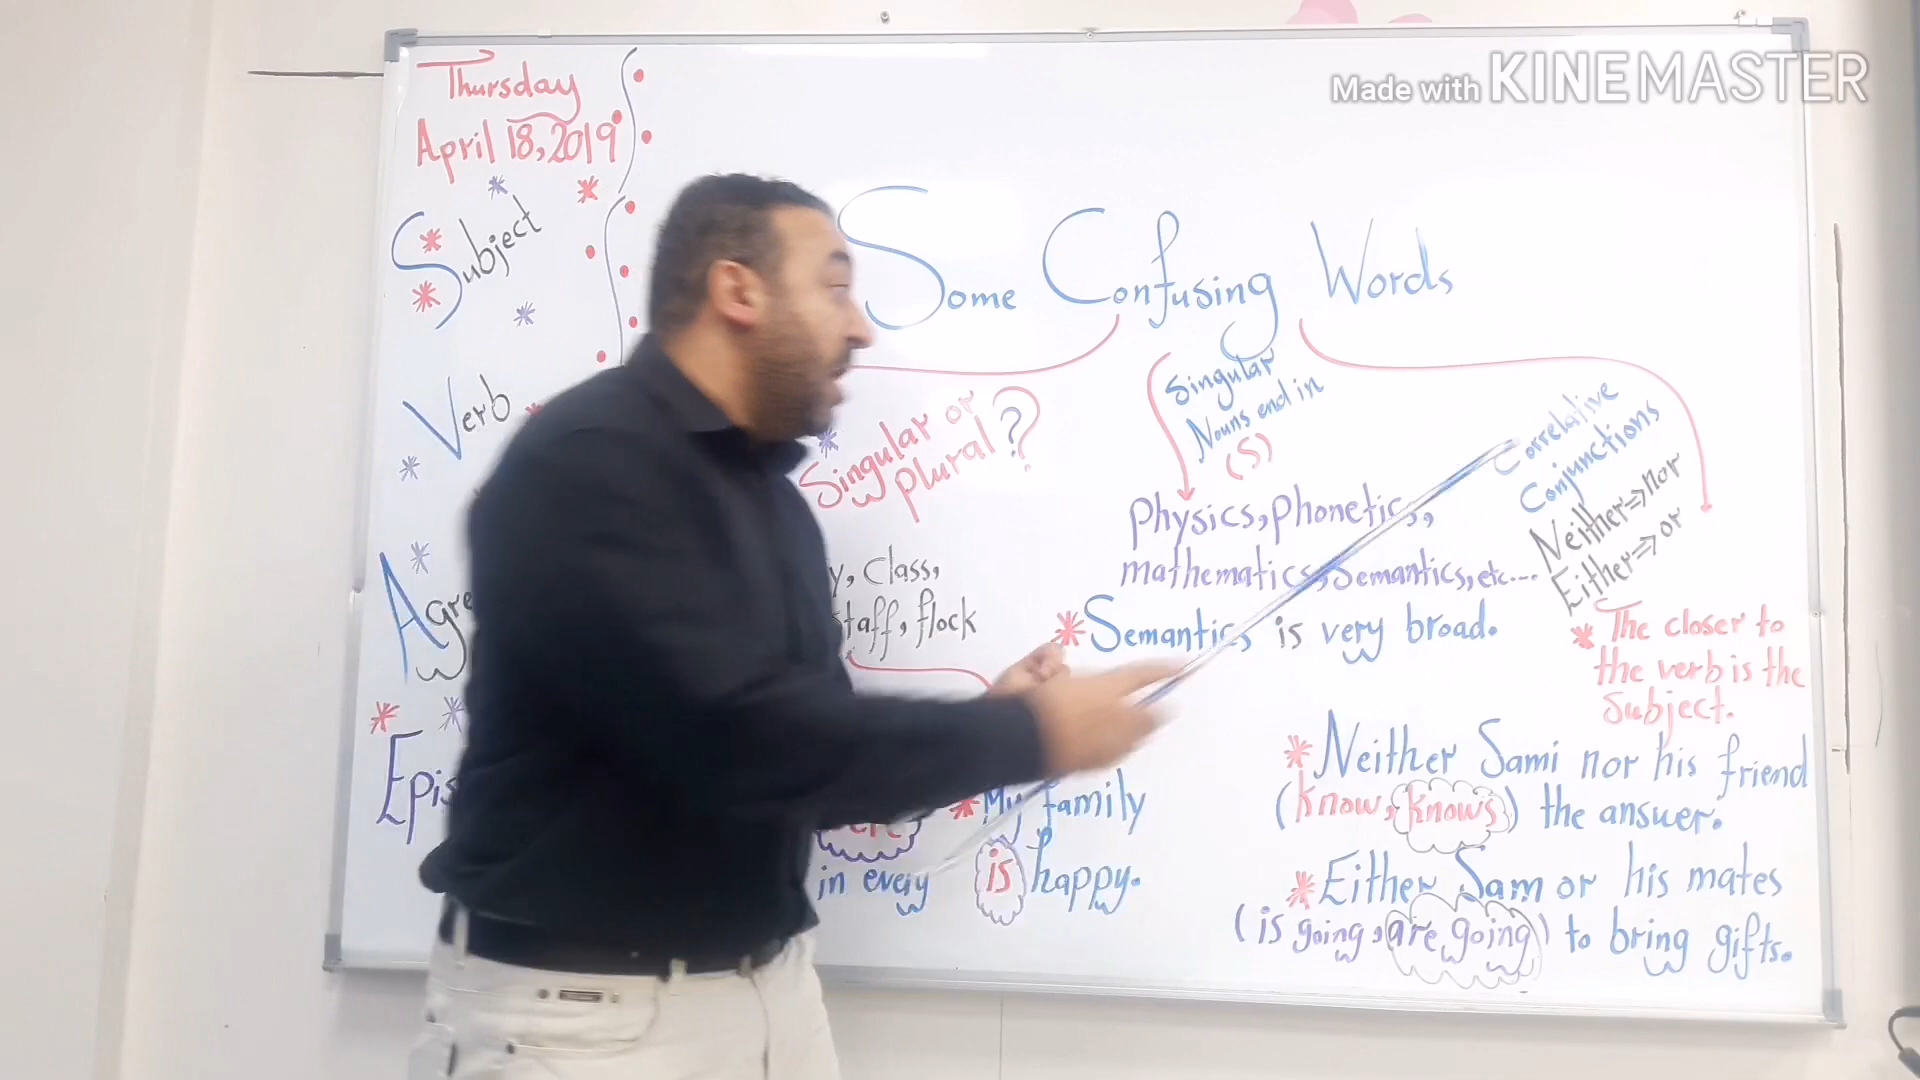 Made with KINEMASTER
Thursday
April 18, 2019
Subject
Verb
Agre
Epis
Some Confusing Words
Singular or
plural ?
y, class,
staff, flock
in every
My family
is happy.
Singular
Nouns end in
(S)
Physics, Phonetics,
mathematics, Semantics, etc....
Semantics is very broad.
Correlative
Conjunctions
Neither => nor
Either => or
The closer to
the verb is the
Subject.
Neither Sami nor his friend
(know, knows) the answer.
Either Sam or his mates
(is going, are going) to bring gifts.